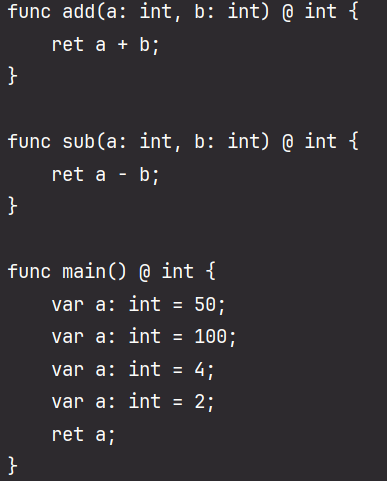 func add(a: int, b: int) @ int {
    ret a + b;
}

func sub(a: int, b: int) @ int {
    ret a - b;
}

func main() @ int {
    var a: int = 50;
    var a: int = 100;
    var a: int = 4;
    var a: int = 2;
    ret a;
}